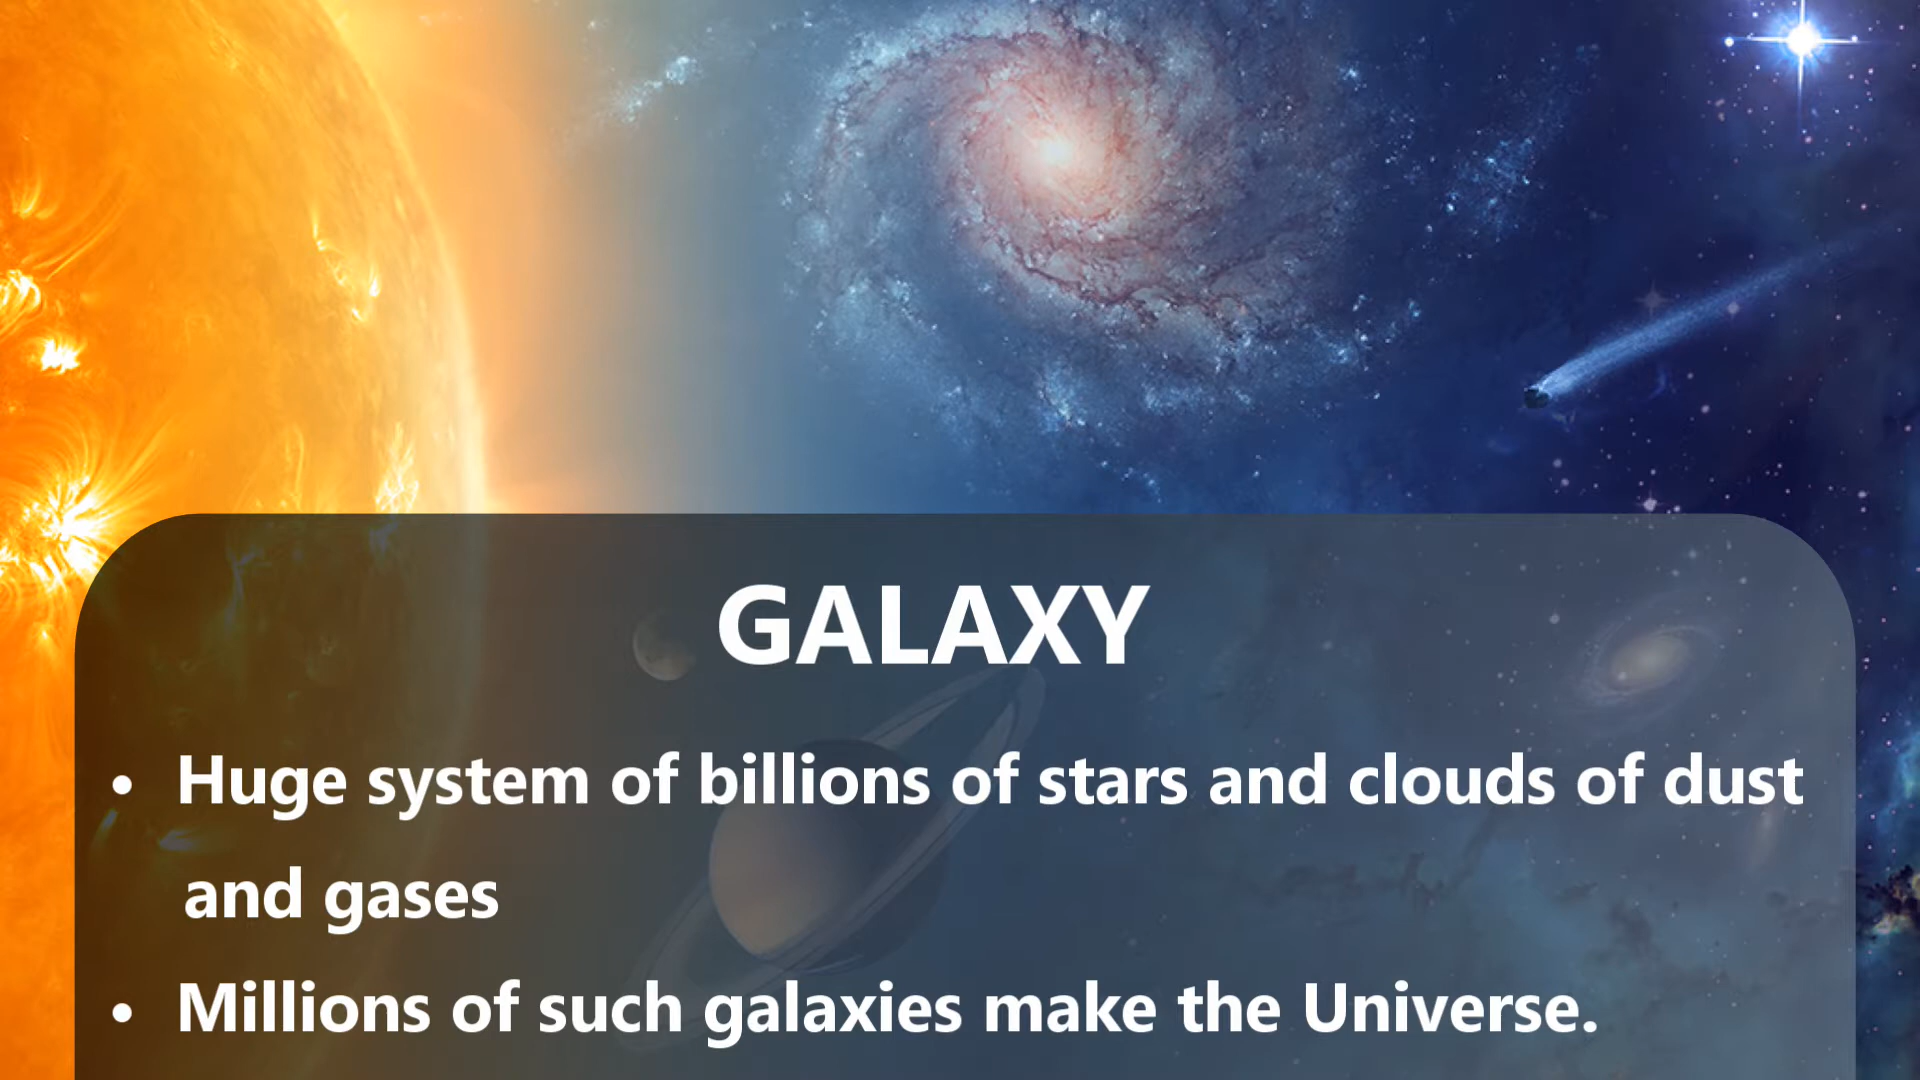 GALAXY
• Huge system of billions of stars and clouds of dust
and gases
• Millions of such galaxies make the Universe.